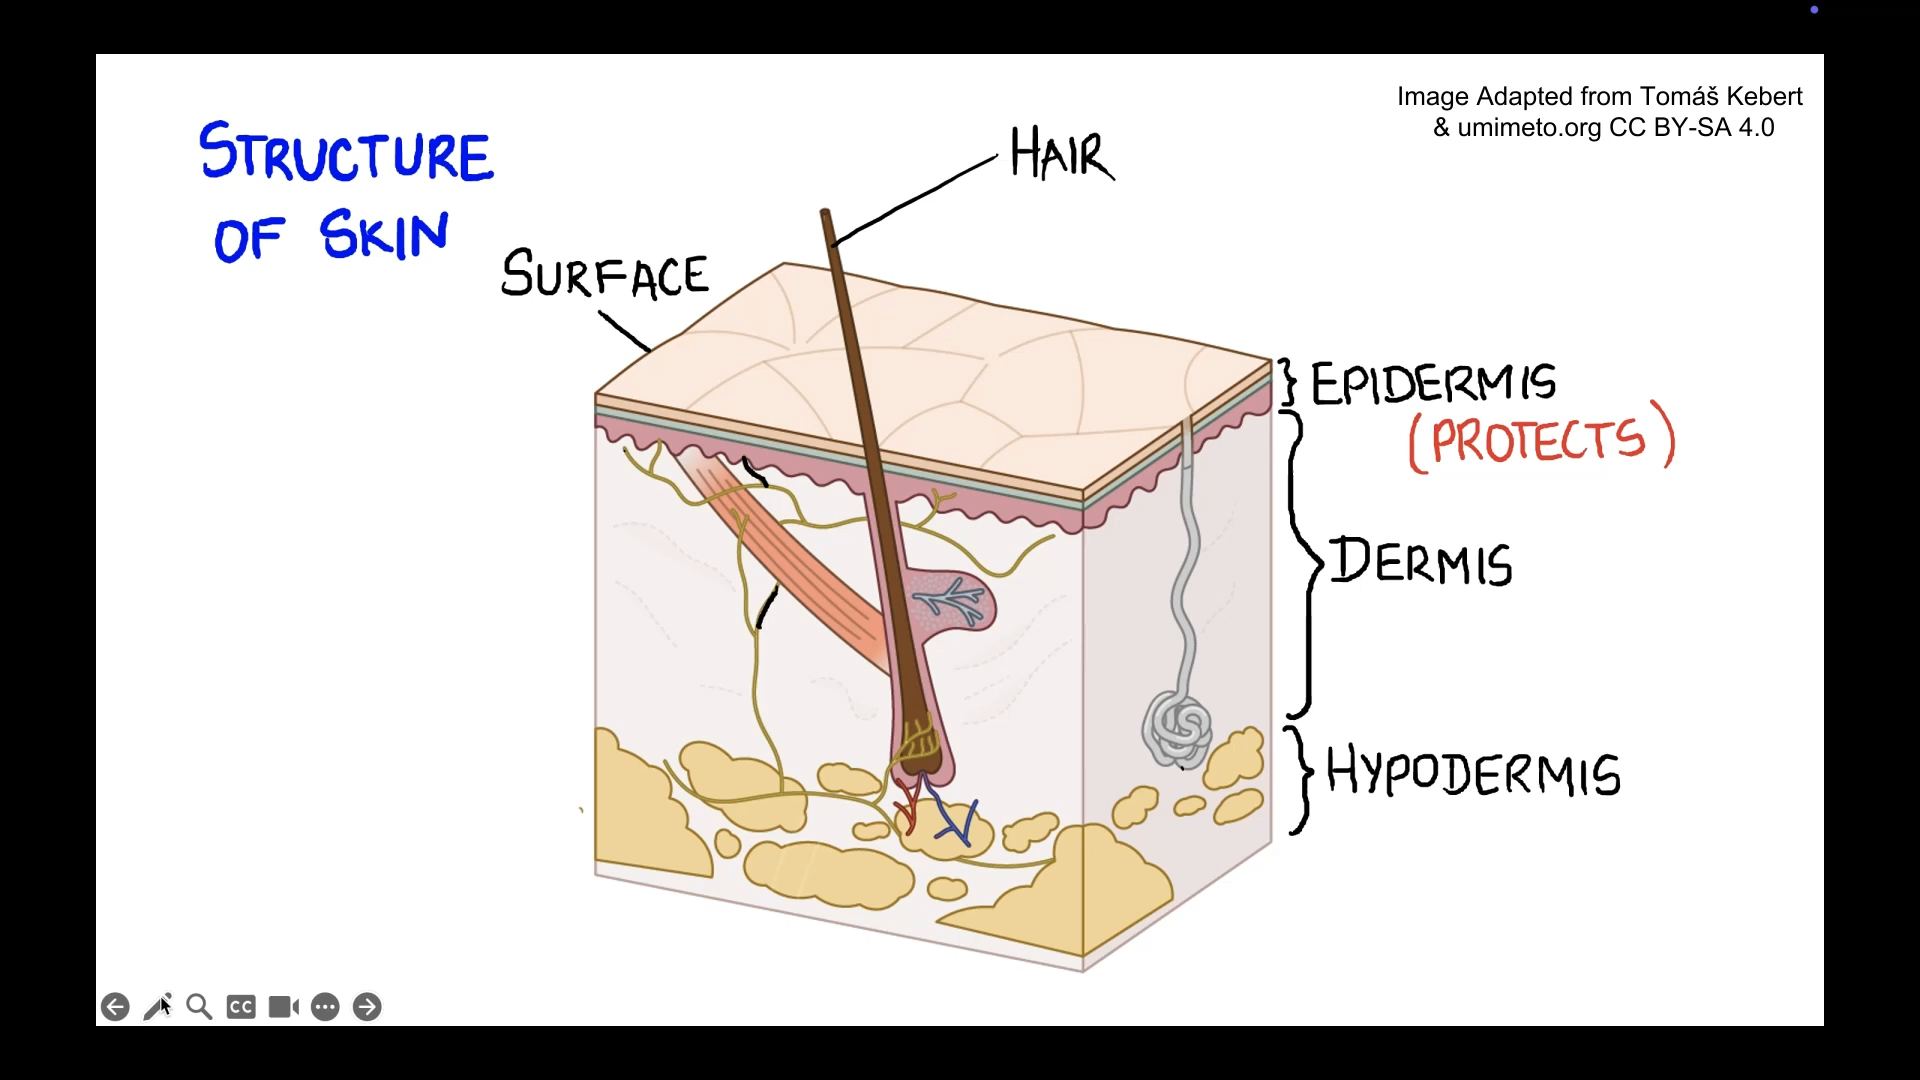 Image Adapted from Tomáš Kebert
& umimeto.org CC BY-SA 4.0
STRUCTURE
OF SKIN
HAIR
SURFACE
EPIDERMIS
(PROTECTS)
DERMIS
HYPODERMIS
CC